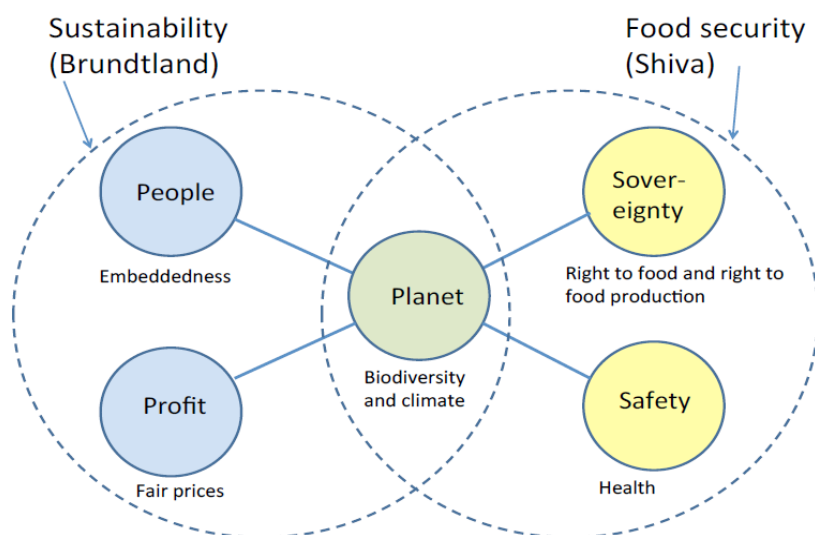 Sustainability
(Brundtland)
Food security
(Shiva)
People
Embeddedness
Sover-
eignty
Right to food and right to
food production
Planet
Biodiversity
and climate
Profit
Fair prices
Safety
Health